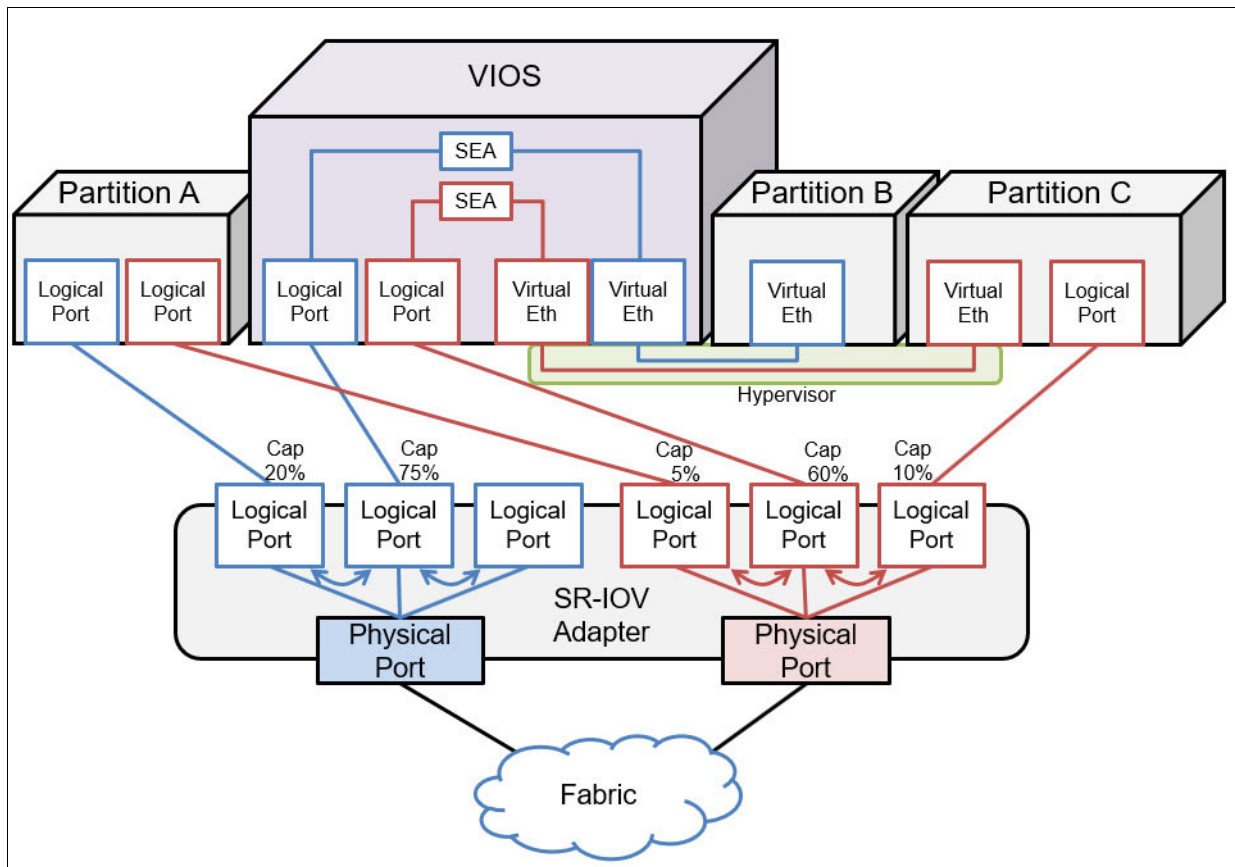 VIOS
SEA
SEA
Partition A
Partition B
Partition C
Logical
Port
Logical
Port
Logical
Port
Logical
Port
Virtual
Eth
Virtual
Eth
Virtual
Eth
Virtual
Eth
Logical
Port
Hypervisor
Cap
20%
Cap
75%
Cap
5%
Cap
60%
Cap
10%
Logical
Port
Logical
Port
Logical
Port
Logical
Port
Logical
Port
Logical
Port
SR-IOV
Adapter
Physical
Port
Physical
Port
Fabric